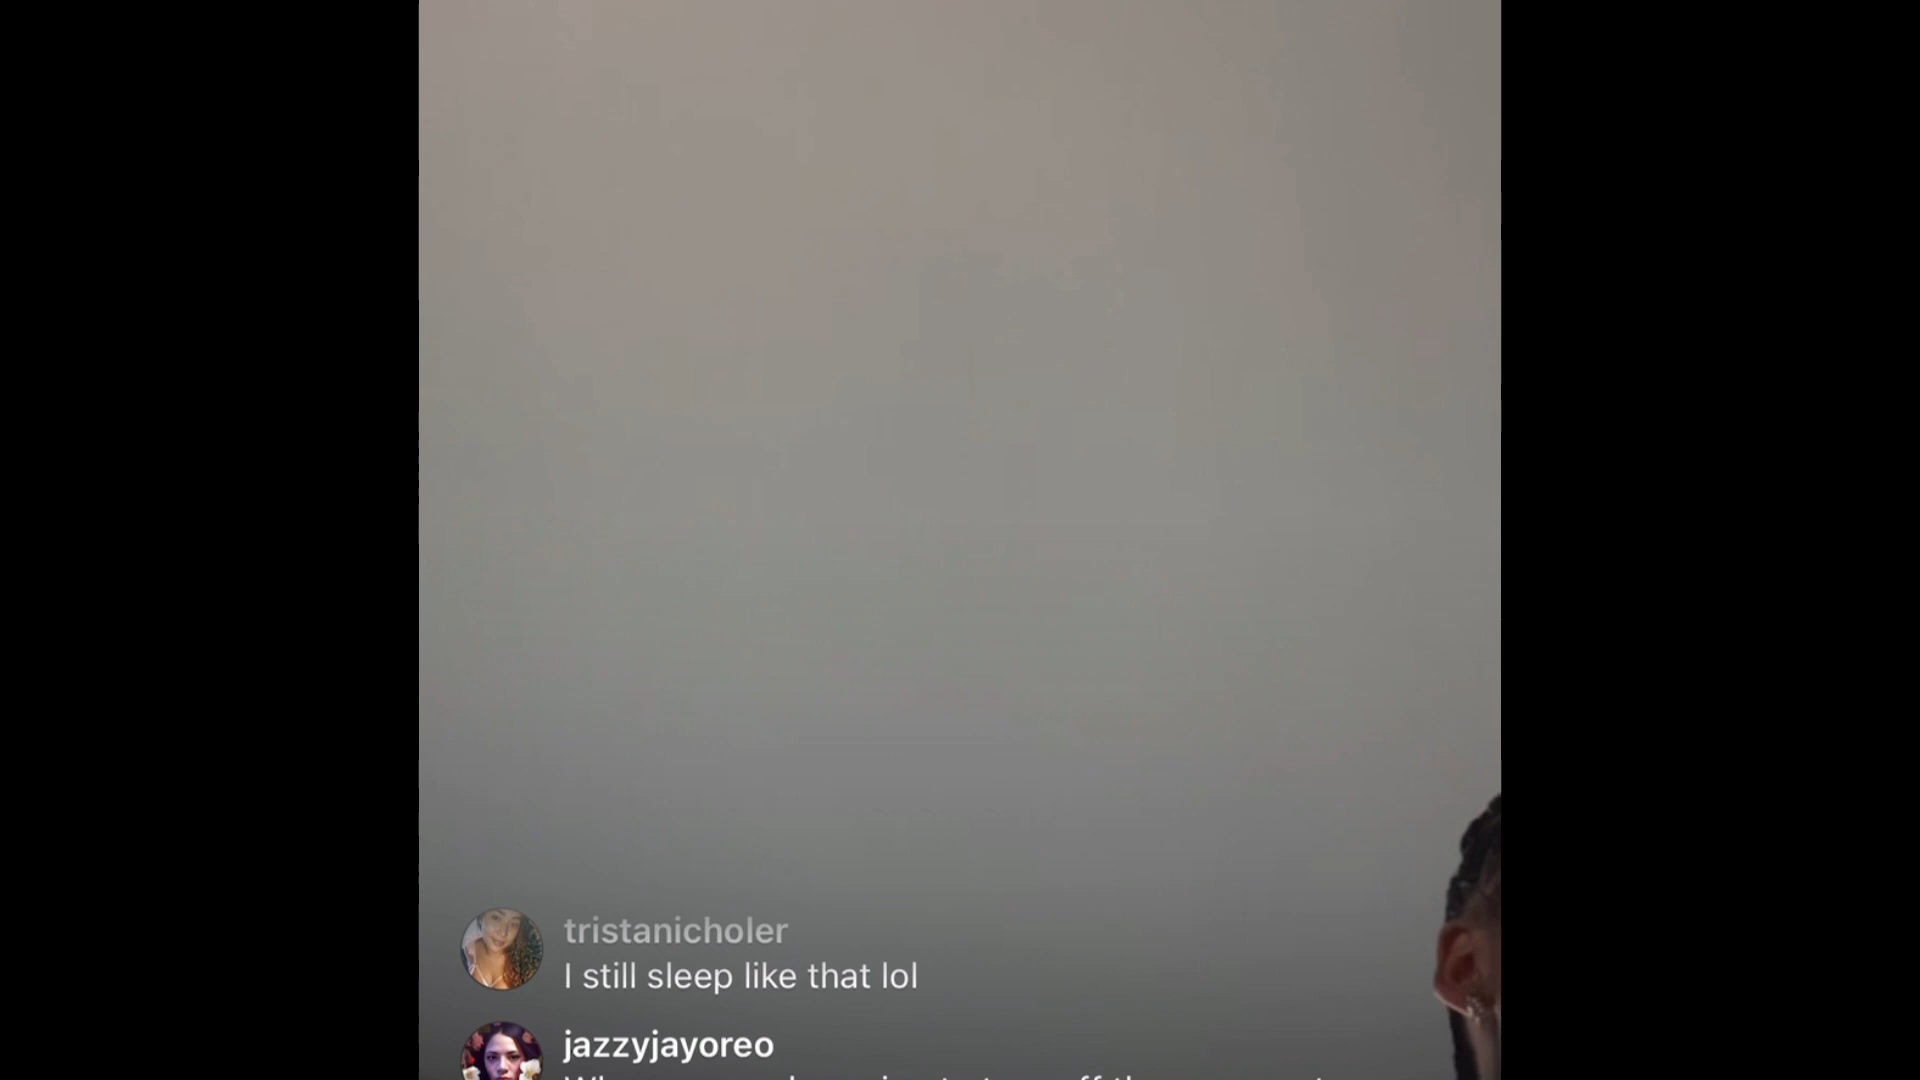 tristanicholer
I still sleep like that lol
jazzyjayoreo